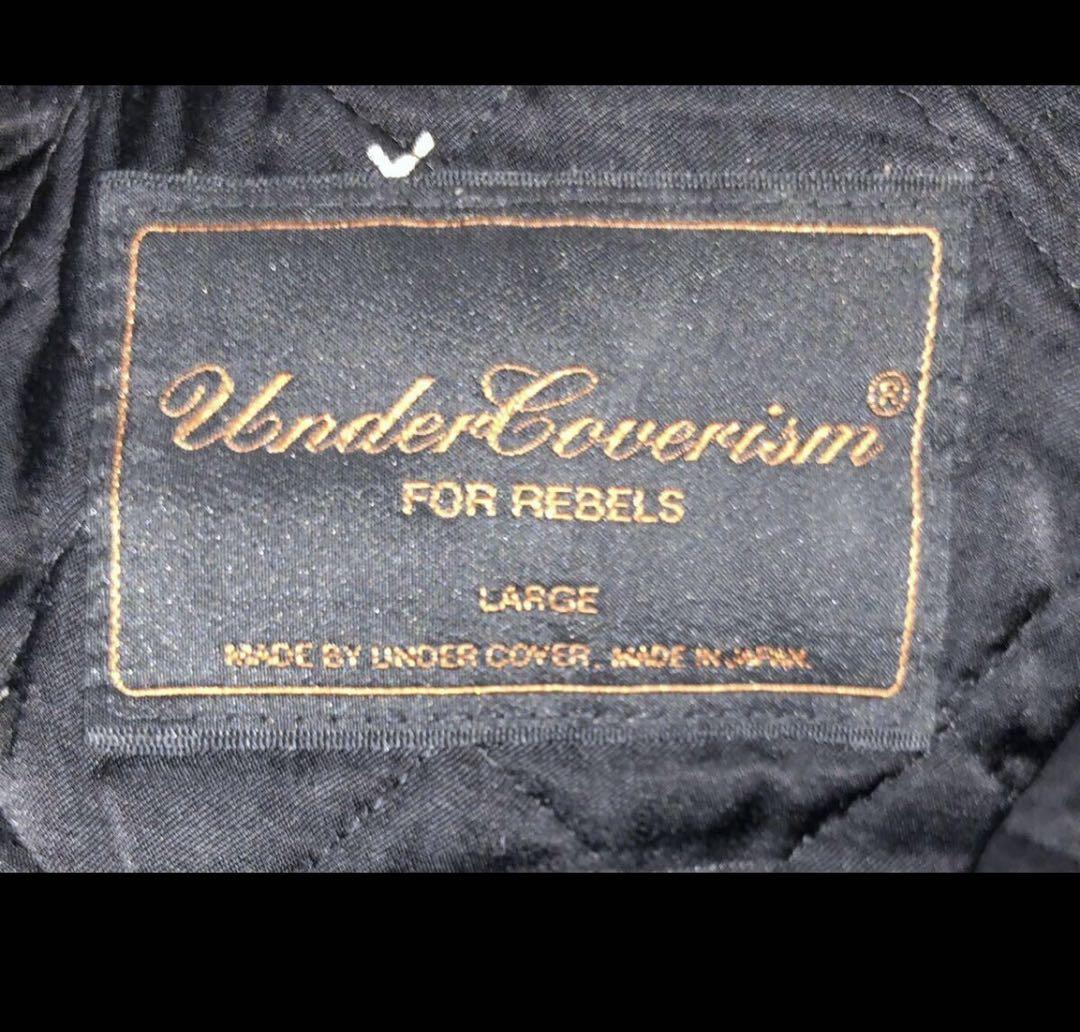 UnderCoverism®
FOR REBELS
LARGE
MADE BY UNDER COVER. MADE IN JAPAN.